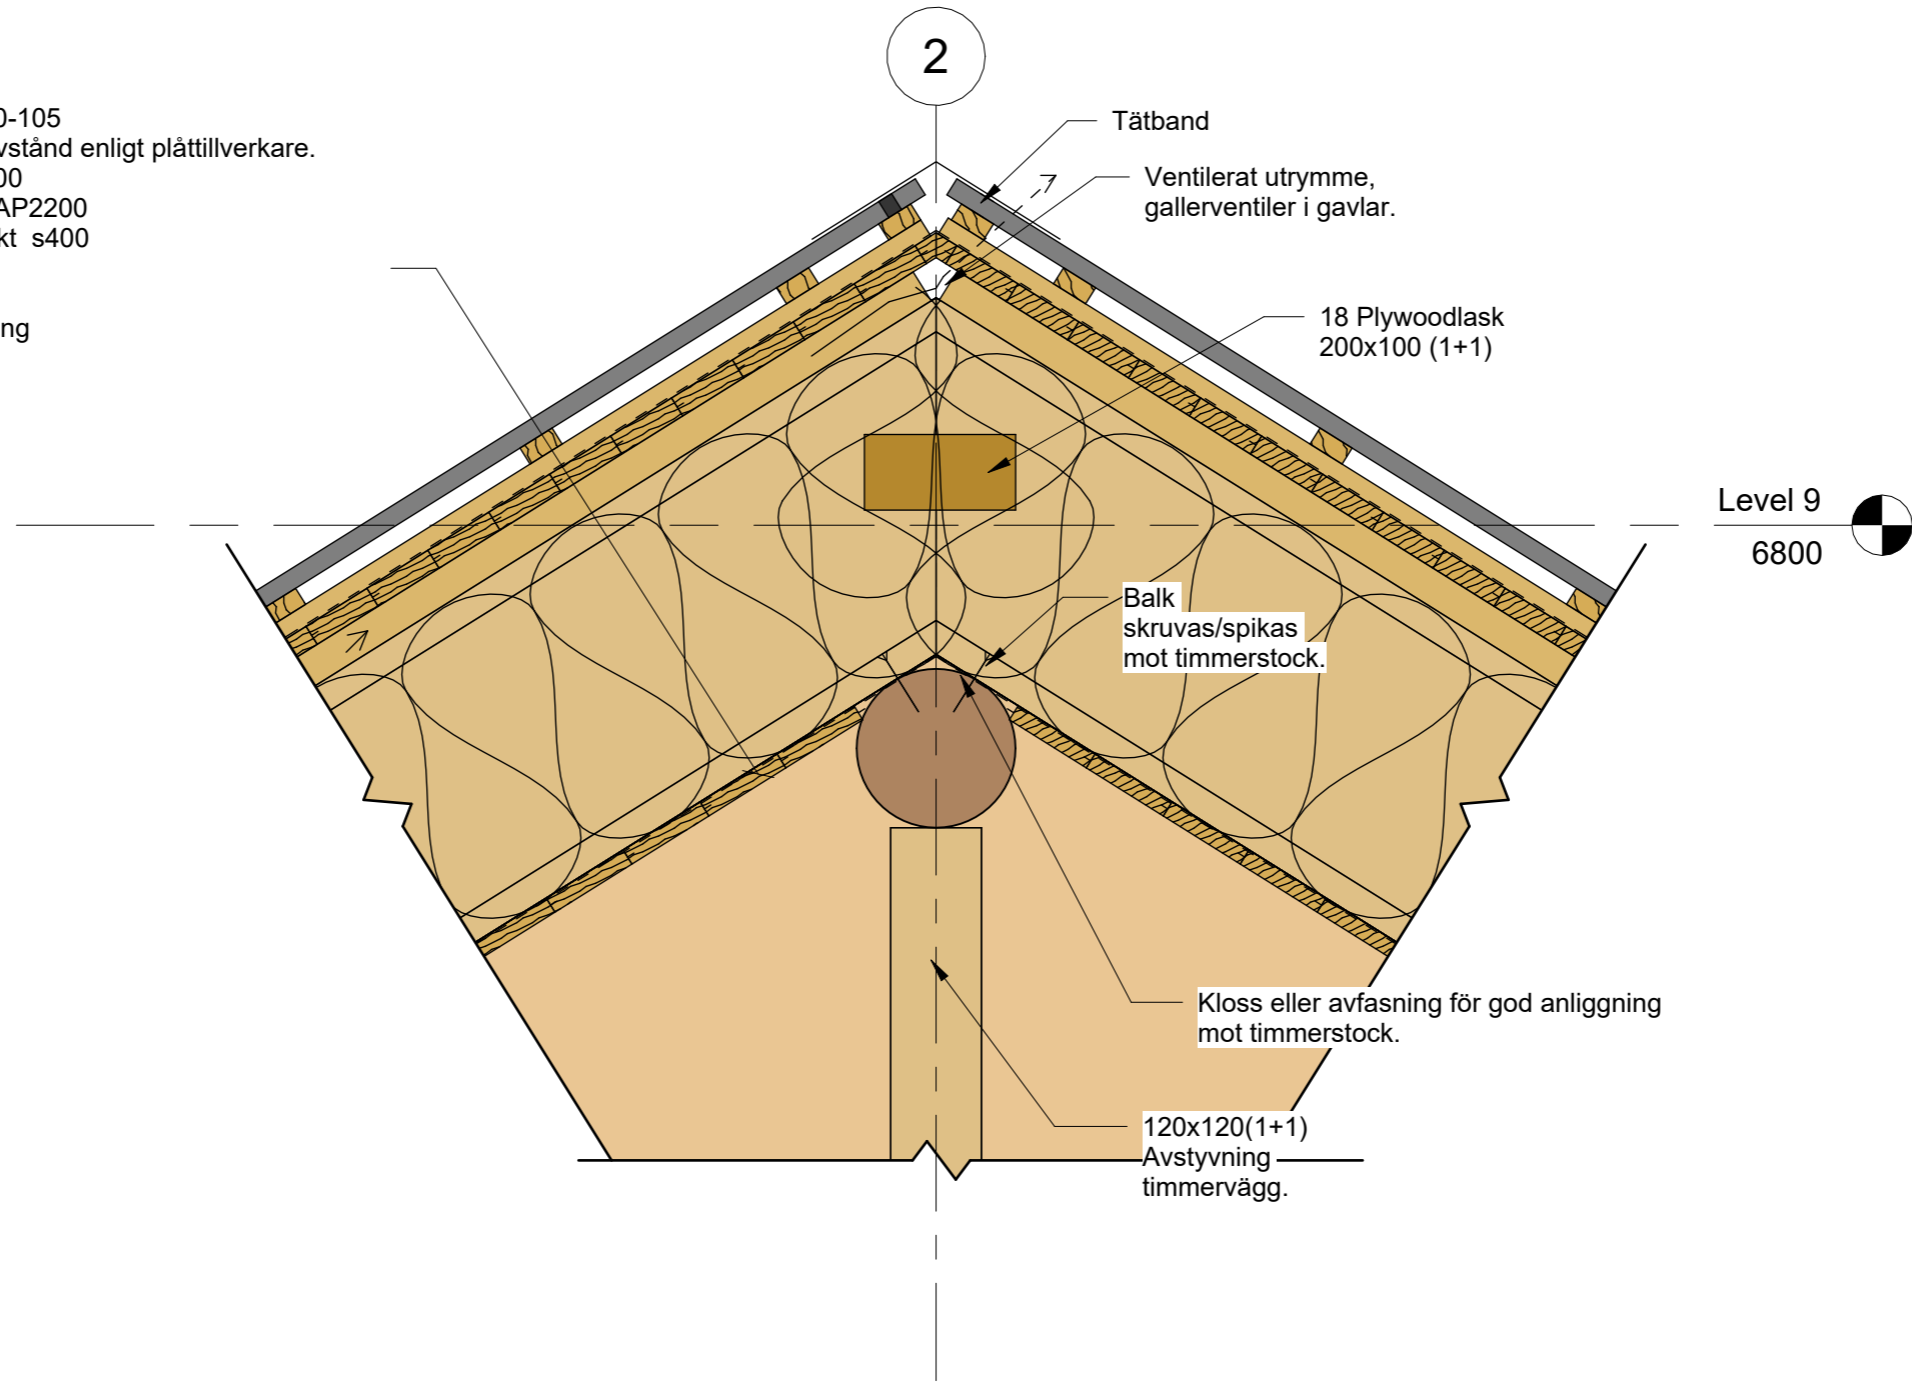 2
0-105
vstånd enligt plåttillverkare.
00
AP2200
kt s400
ng
Tätband
Ventilerat utrymme,
gallerventiler i gavlar.
18 Plywoodlask
200x100 (1+1)
Level 9
6800
Balk
skruvas/spikas
mot timmerstock.
Kloss eller avfasning för god anliggning
mot timmerstock.
120x120(1+1)
Avstyvning
timmervägg.